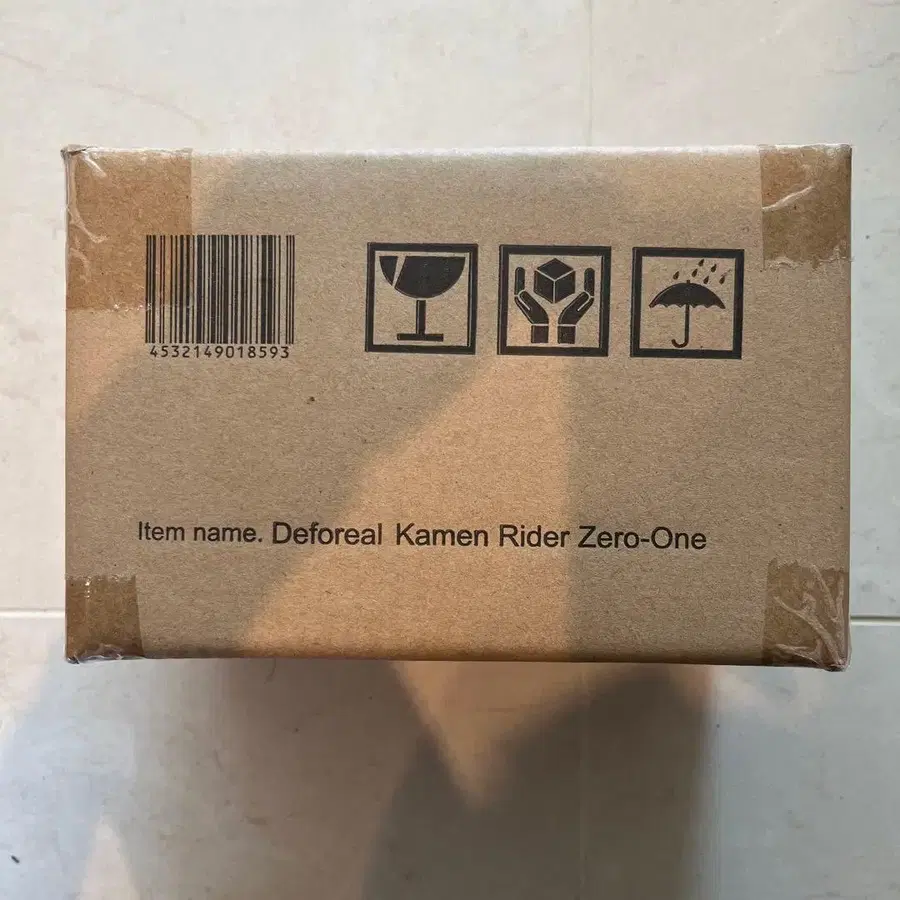 4532149018593
Item name. Deforeal Kamen Rider Zero-One